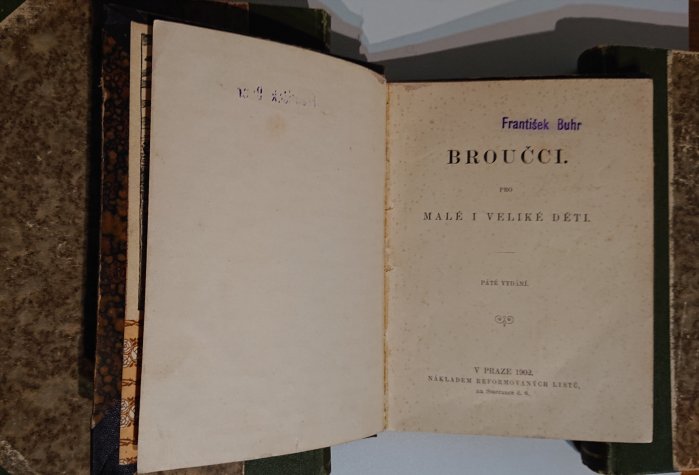 František Buhr
BROUČCI.
PRO
MALÉ I VELIKÉ DĚTI.
PÁTÉ VYDÁNÍ.
V PRAZE 1902.
NÁKLADEM REFORMOVANÝCH LISTŮ,